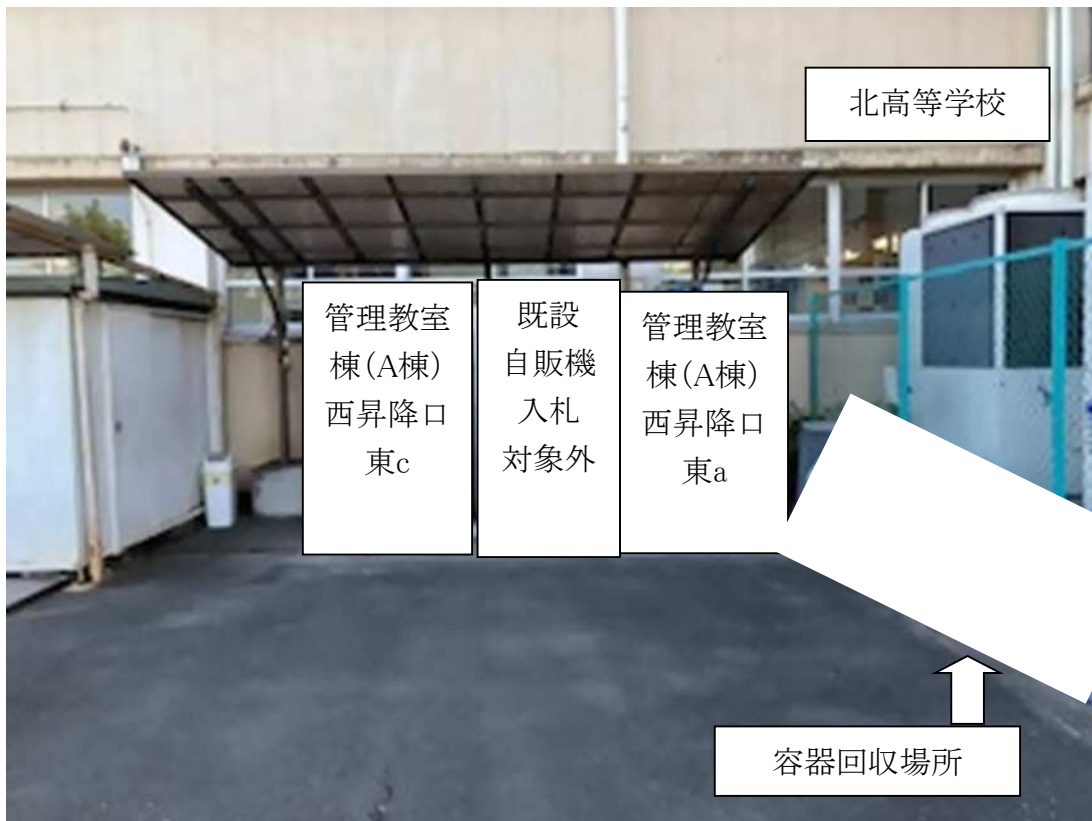 北高等学校
管理教室
棟(A棟)
西昇降口
東c
既設
自販機
入札
対象外
管理教室
棟(A棟)
西昇降口
東a
容器回収場所